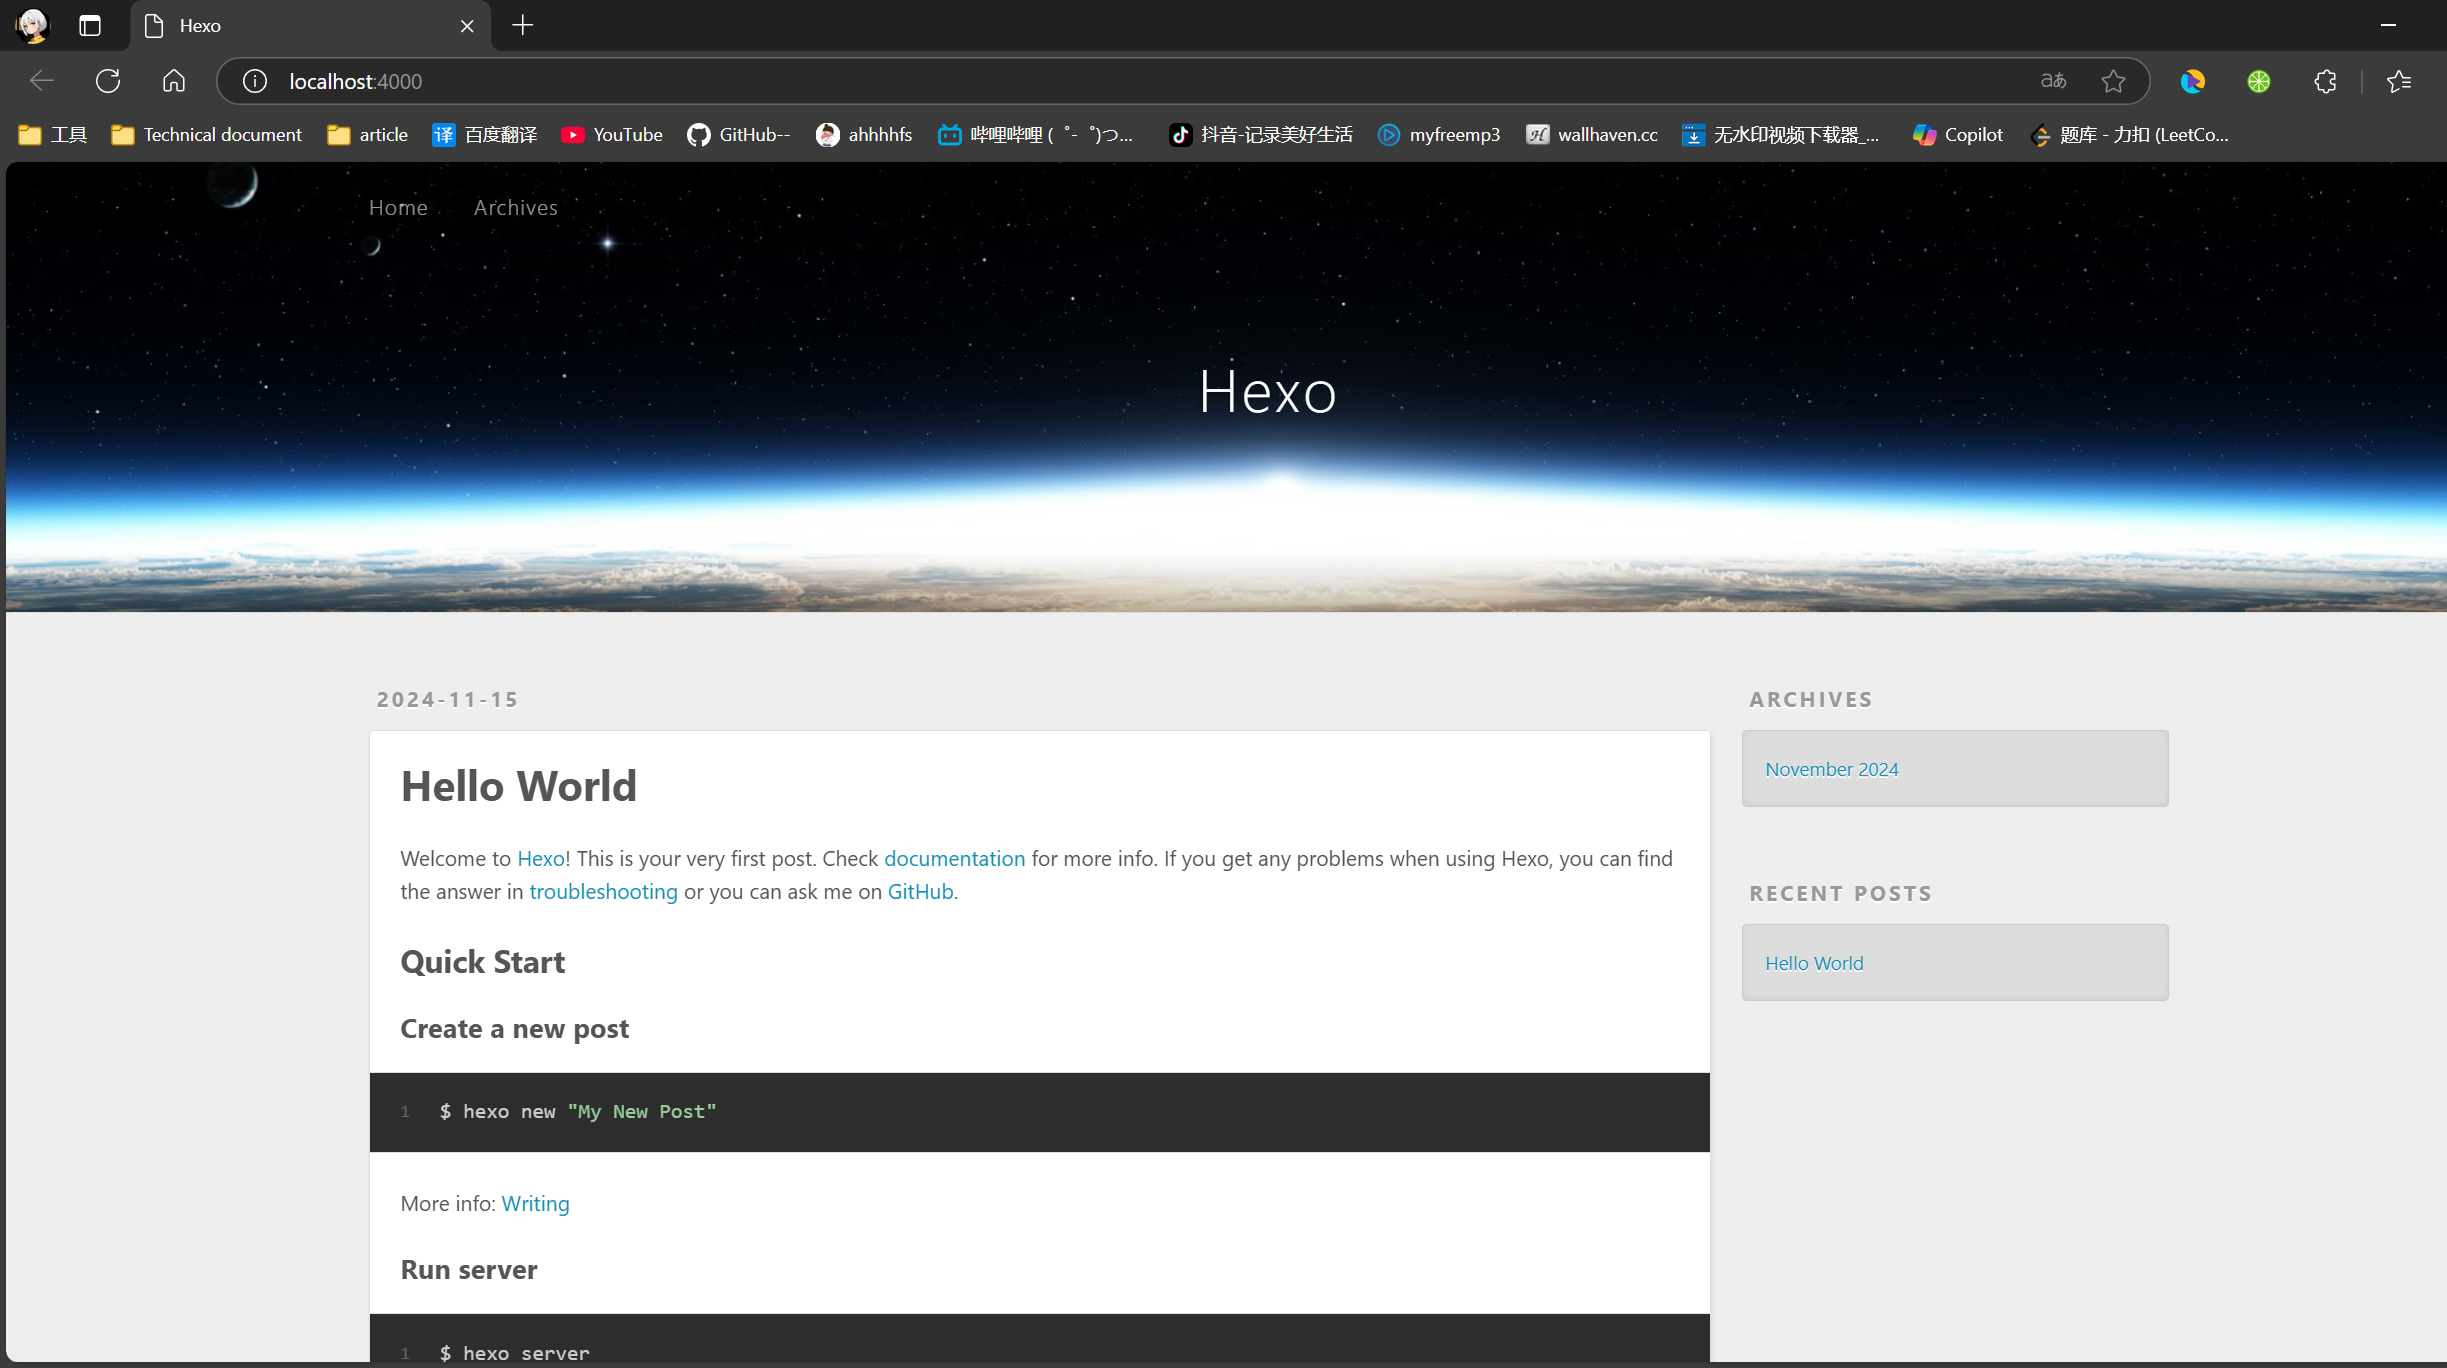 Hexo
localhost:4000
工具 Technical document article 译 百度翻译 YouTube GitHub-- ahhhhfs 哔哩哔哩 (゜-゜)つ... 抖音-记录美好生活 myfreemp3 wallhaven.cc 无水印视频下载器_... Copilot 题库 - 力扣 (LeetCo...
Home Archives
Hexo
2024-11-15
Hello World
Welcome to Hexo! This is your very first post. Check documentation for more info. If you get any problems when using Hexo, you can find
the answer in troubleshooting or you can ask me on GitHub.
Quick Start
Create a new post
1 $ hexo new "My New Post"
More info: Writing
Run server
1 $ hexo server
ARCHIVES
November 2024
RECENT POSTS
Hello World